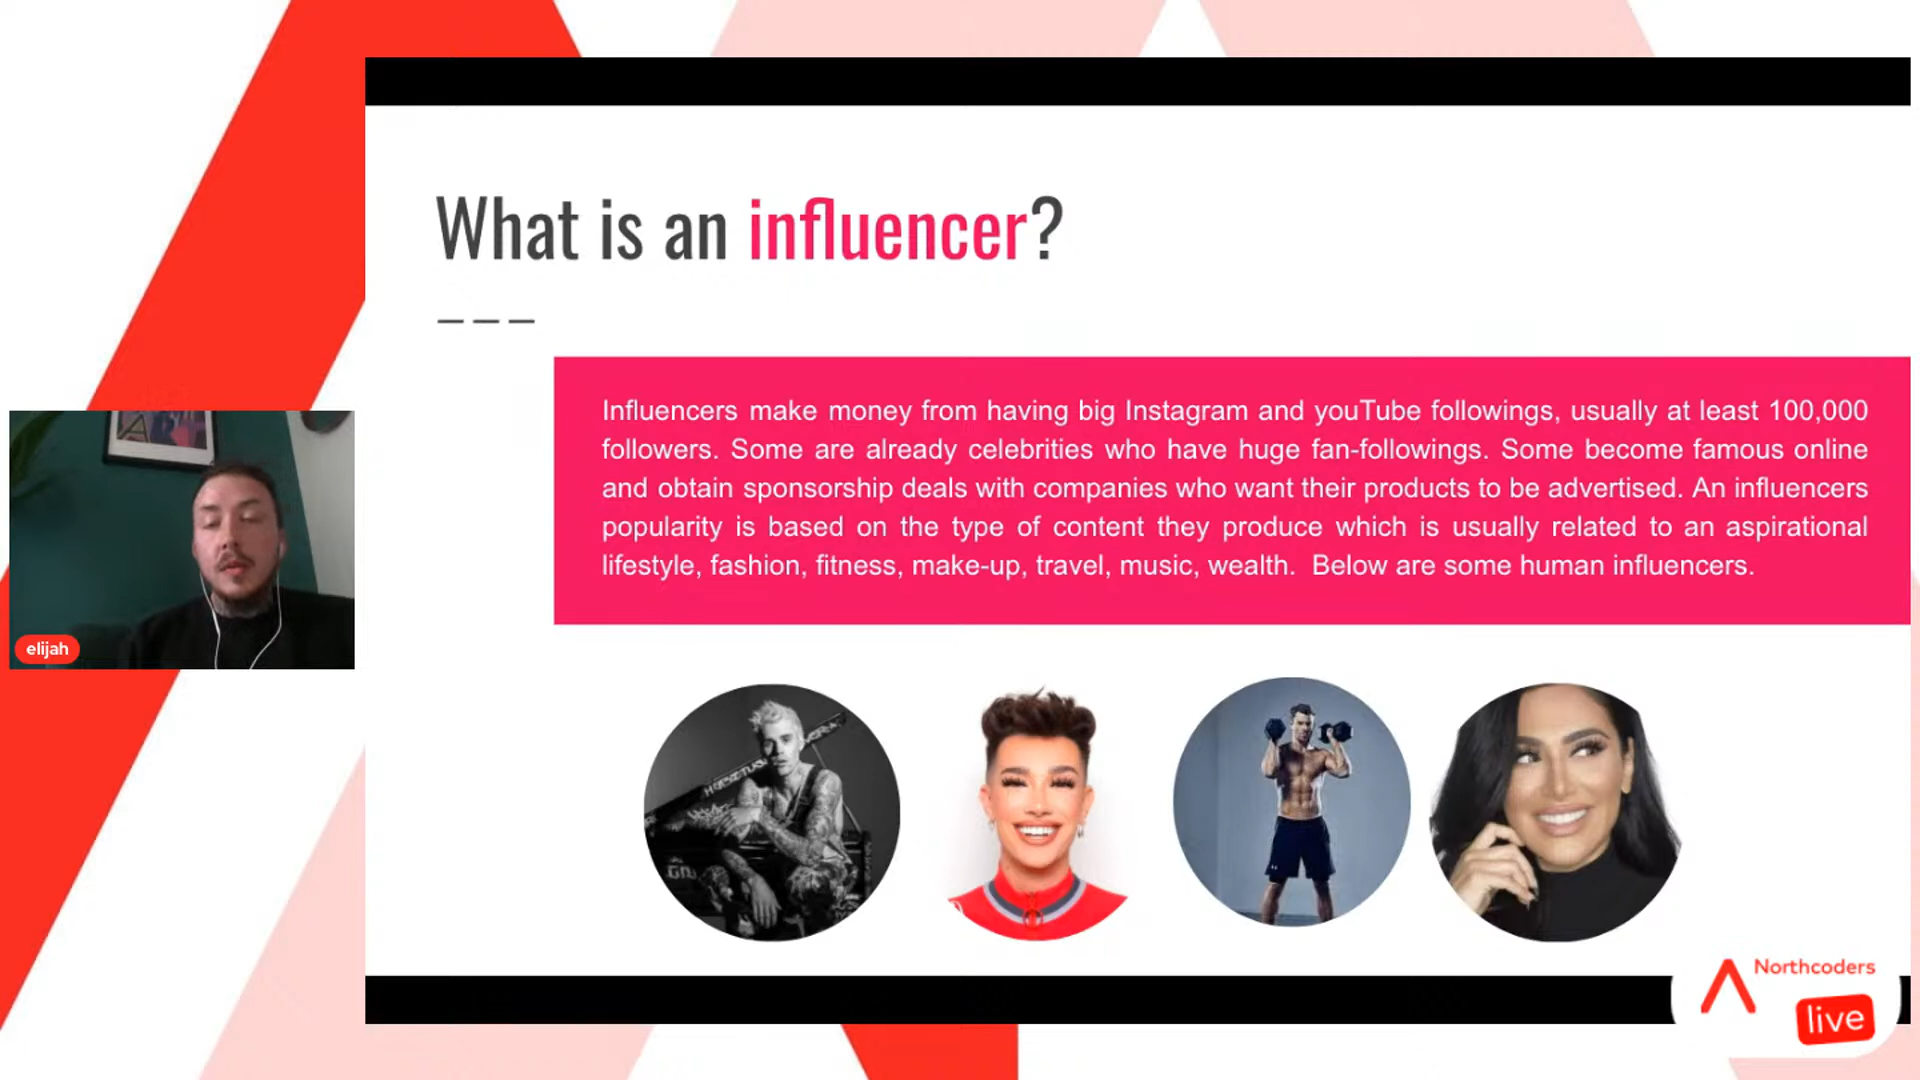 What is an influencer?
Influencers make money from having big Instagram and youTube followings, usually at least 100,000
followers. Some are already celebrities who have huge fan-followings. Some become famous online
and obtain sponsorship deals with companies who want their products to be advertised. An influencers
popularity is based on the type of content they produce which is usually related to an aspirational
lifestyle, fashion, fitness, make-up, travel, music, wealth.  Below are some human influencers.
elijah
Northcoders
live